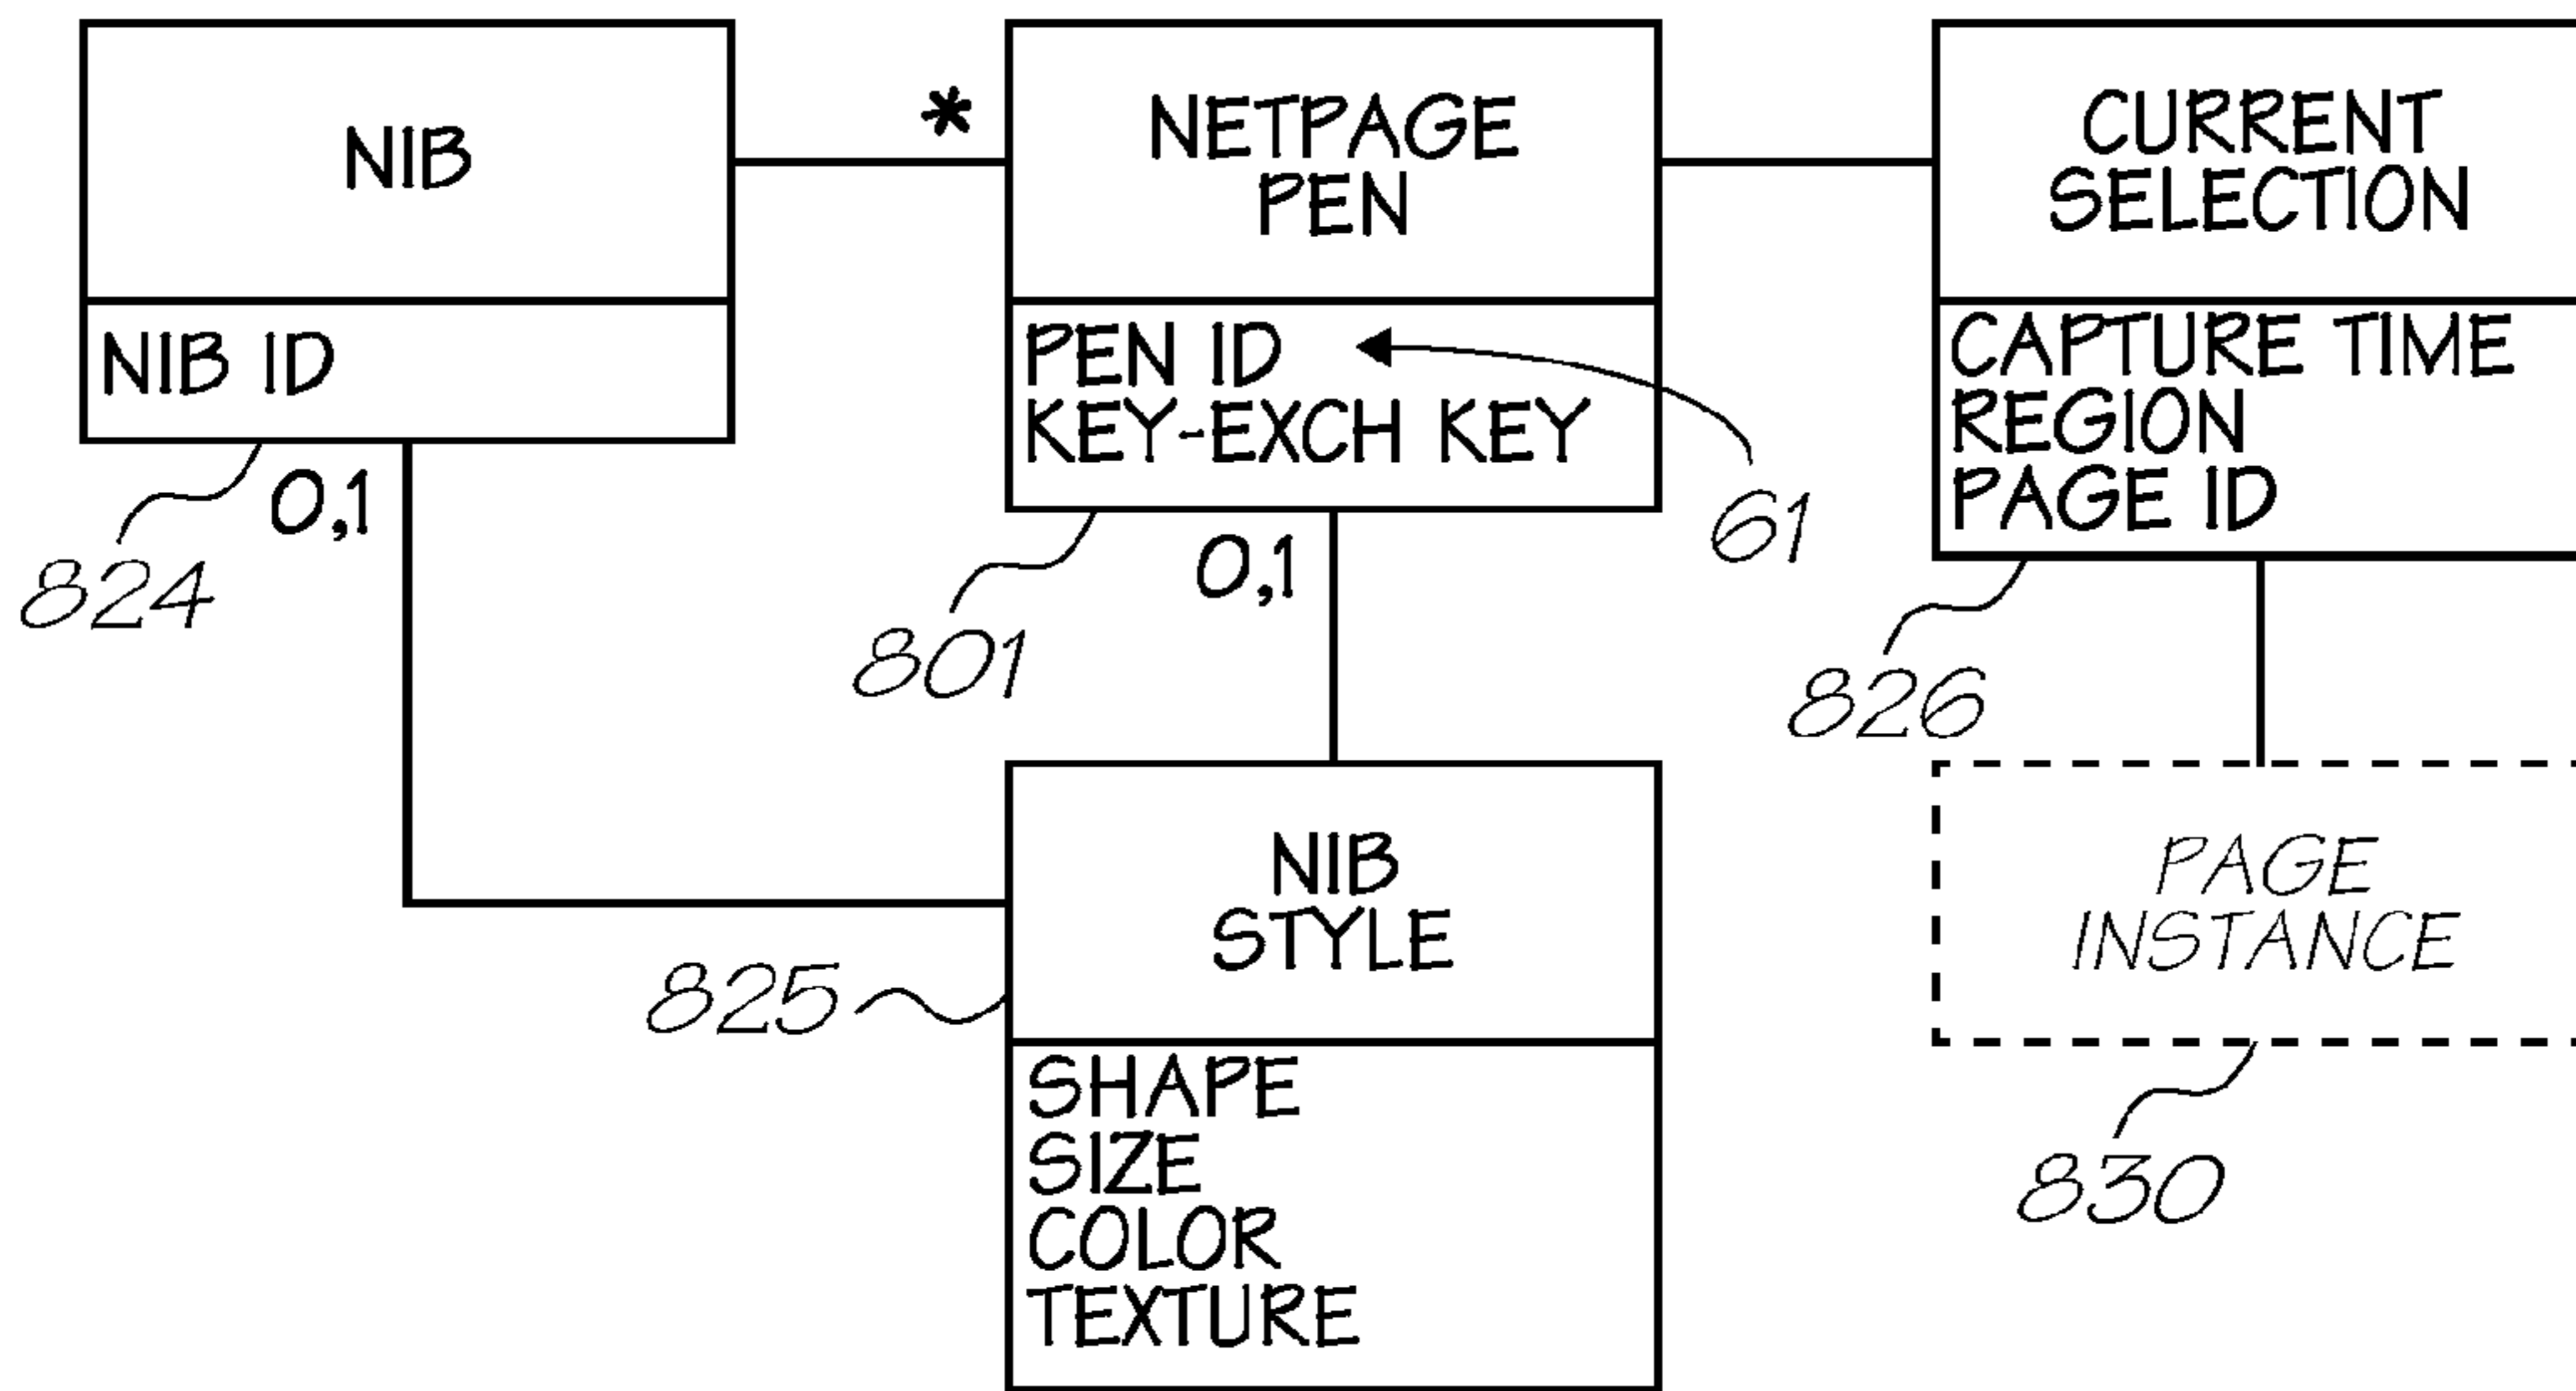 NIB
*
NETPAGE
PEN
CURRENT
SELECTION
NIB ID
PEN ID
KEY-EXCH KEY
CAPTURE TIME
REGION
PAGE ID
0,1
824
0,1
801
61
826
NIB
STYLE
825
SHAPE
SIZE
COLOR
TEXTURE
PAGE
INSTANCE
830